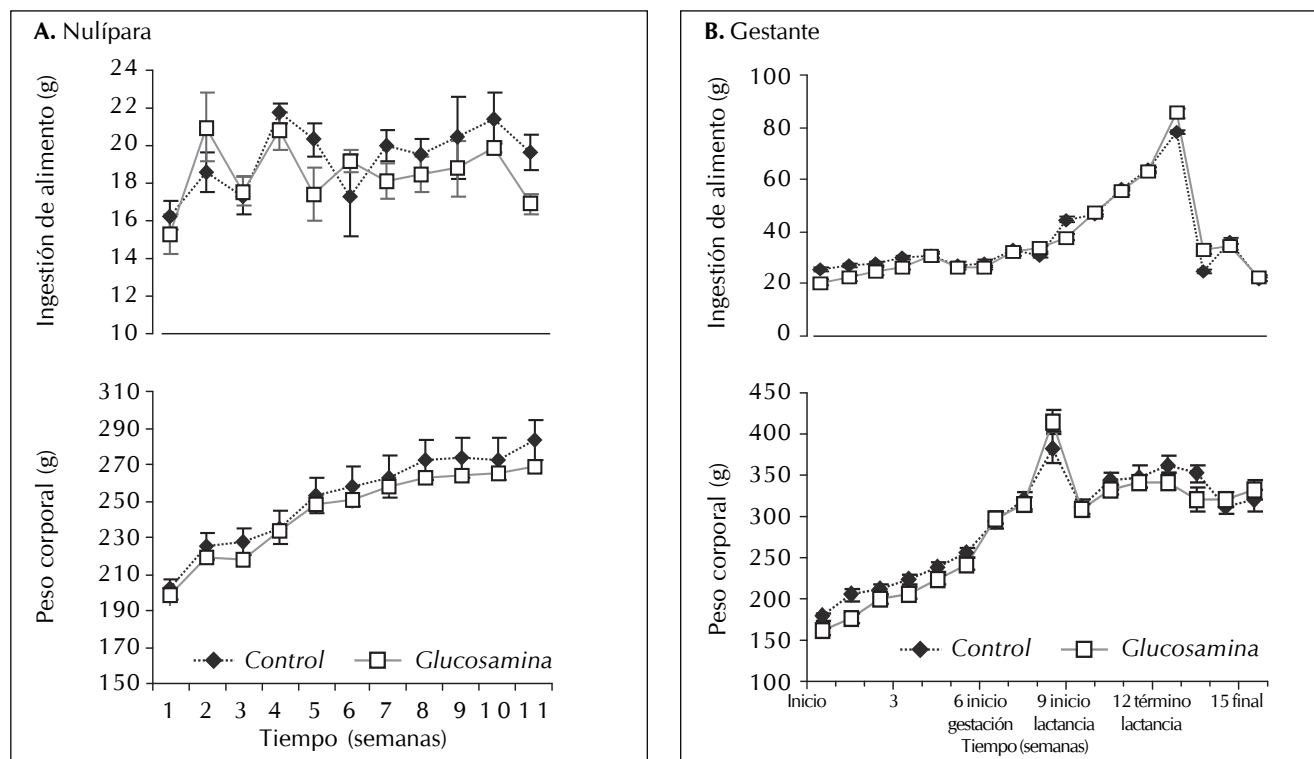 A. Nulípara
Ingestión de alimento (g)
24
22
20
18
16
14
12
10
Peso corporal (g)
310
290
270
250
230
210
190
170
150
Control
Glucosamina
1 2 3 4 5 6 7 8 9 10 11
Tiempo (semanas)
B. Gestante
Ingestión de alimento (g)
100
80
60
40
20
0
Peso corporal (g)
450
400
350
300
250
200
150
100
Control
Glucosamina
Inicio 3 6 inicio 9 inicio 12 término 15 final
gestación lactancia lactancia
Tiempo (semanas)